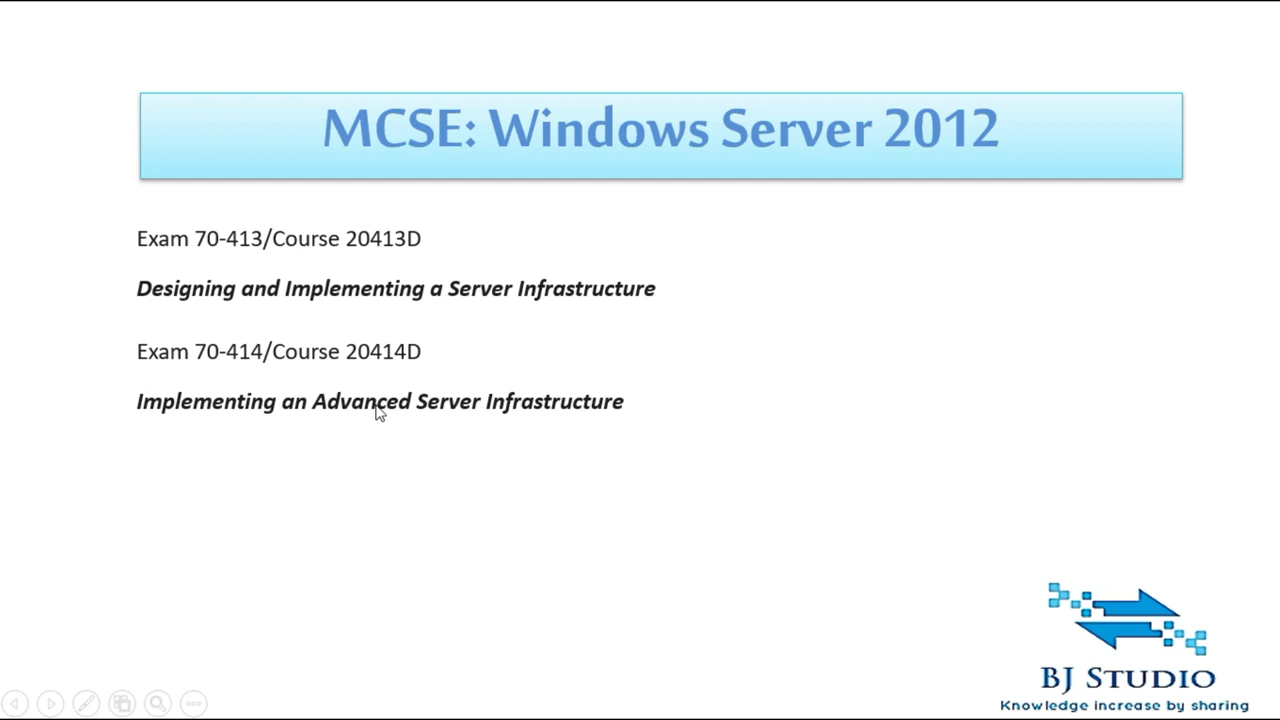 MCSE: Windows Server 2012
Exam 70-413/Course 20413D
Designing and Implementing a Server Infrastructure
Exam 70-414/Course 20414D
Implementing an Advanced Server Infrastructure
BJ STUDIO
Knowledge increase by sharing